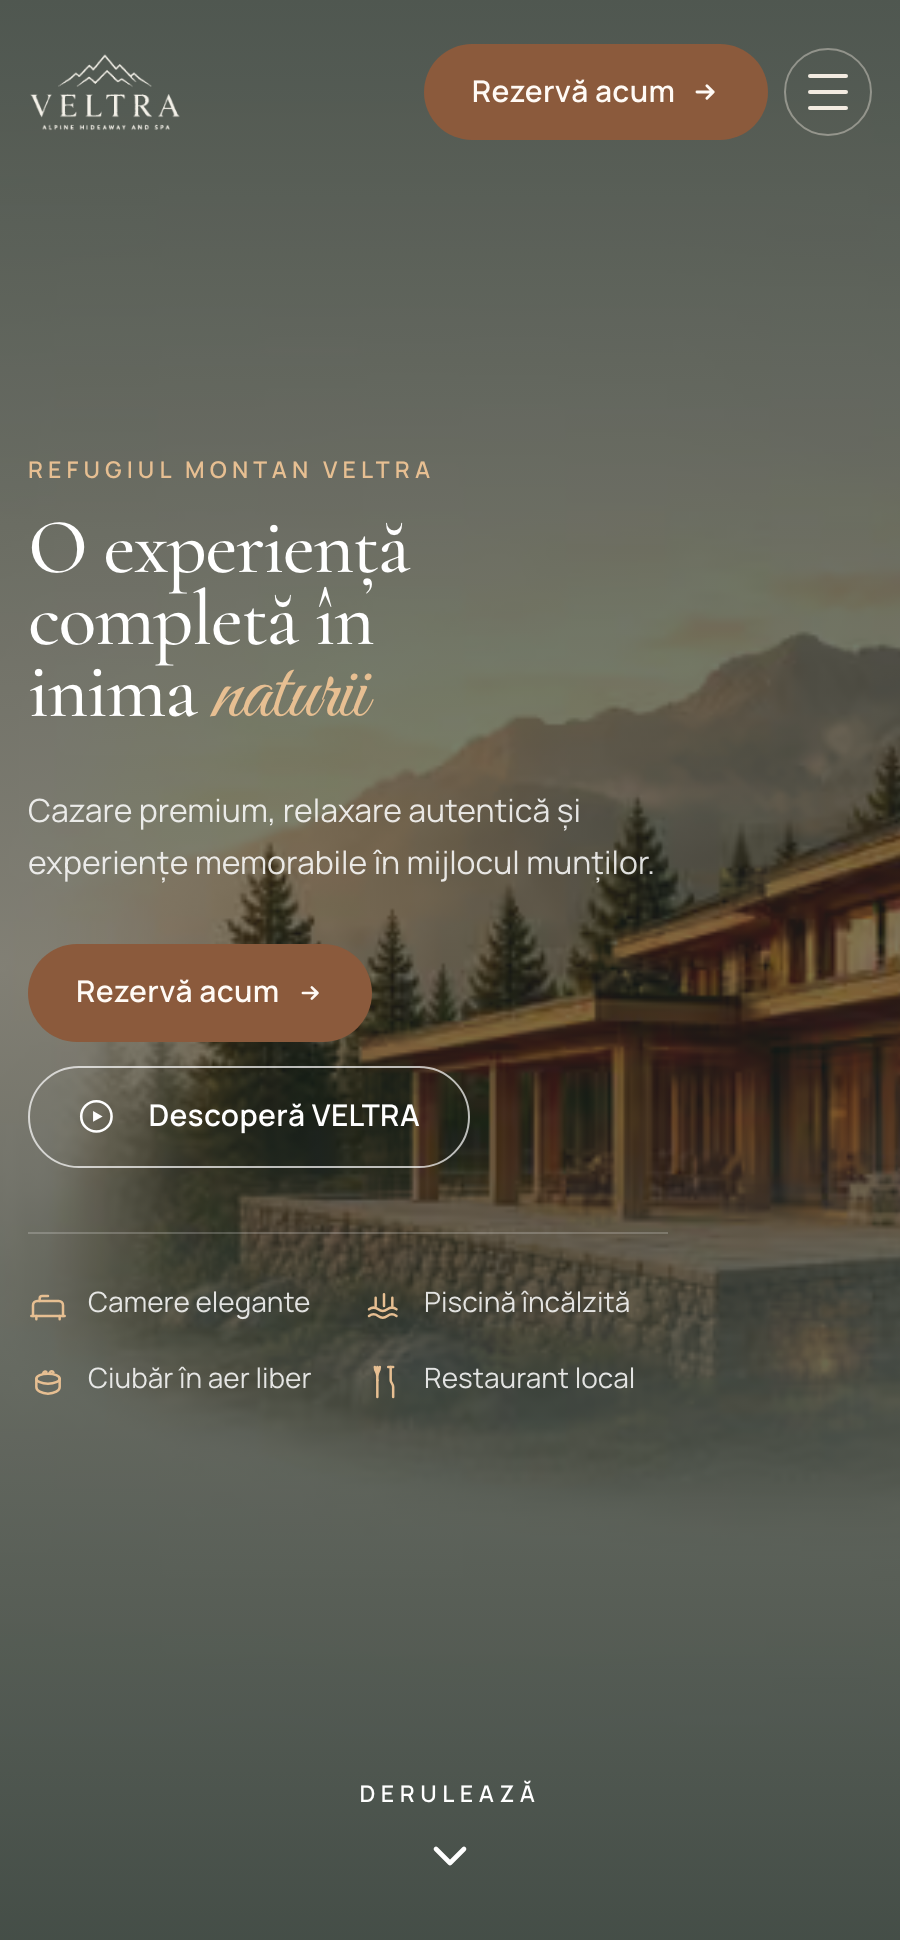 VELTRA
ALPINE HIDEAWAY AND SPA
Rezervă acum
REFUGIUL MONTAN VELTRA
O experiență
completă în
inima naturii
Cazare premium, relaxare autentică și
experiențe memorabile în mijlocul munților.
Rezervă acum
Descoperă VELTRA
Camere elegante
Piscină încălzită
Ciubăr în aer liber
Restaurant local
DERULEAZĂ